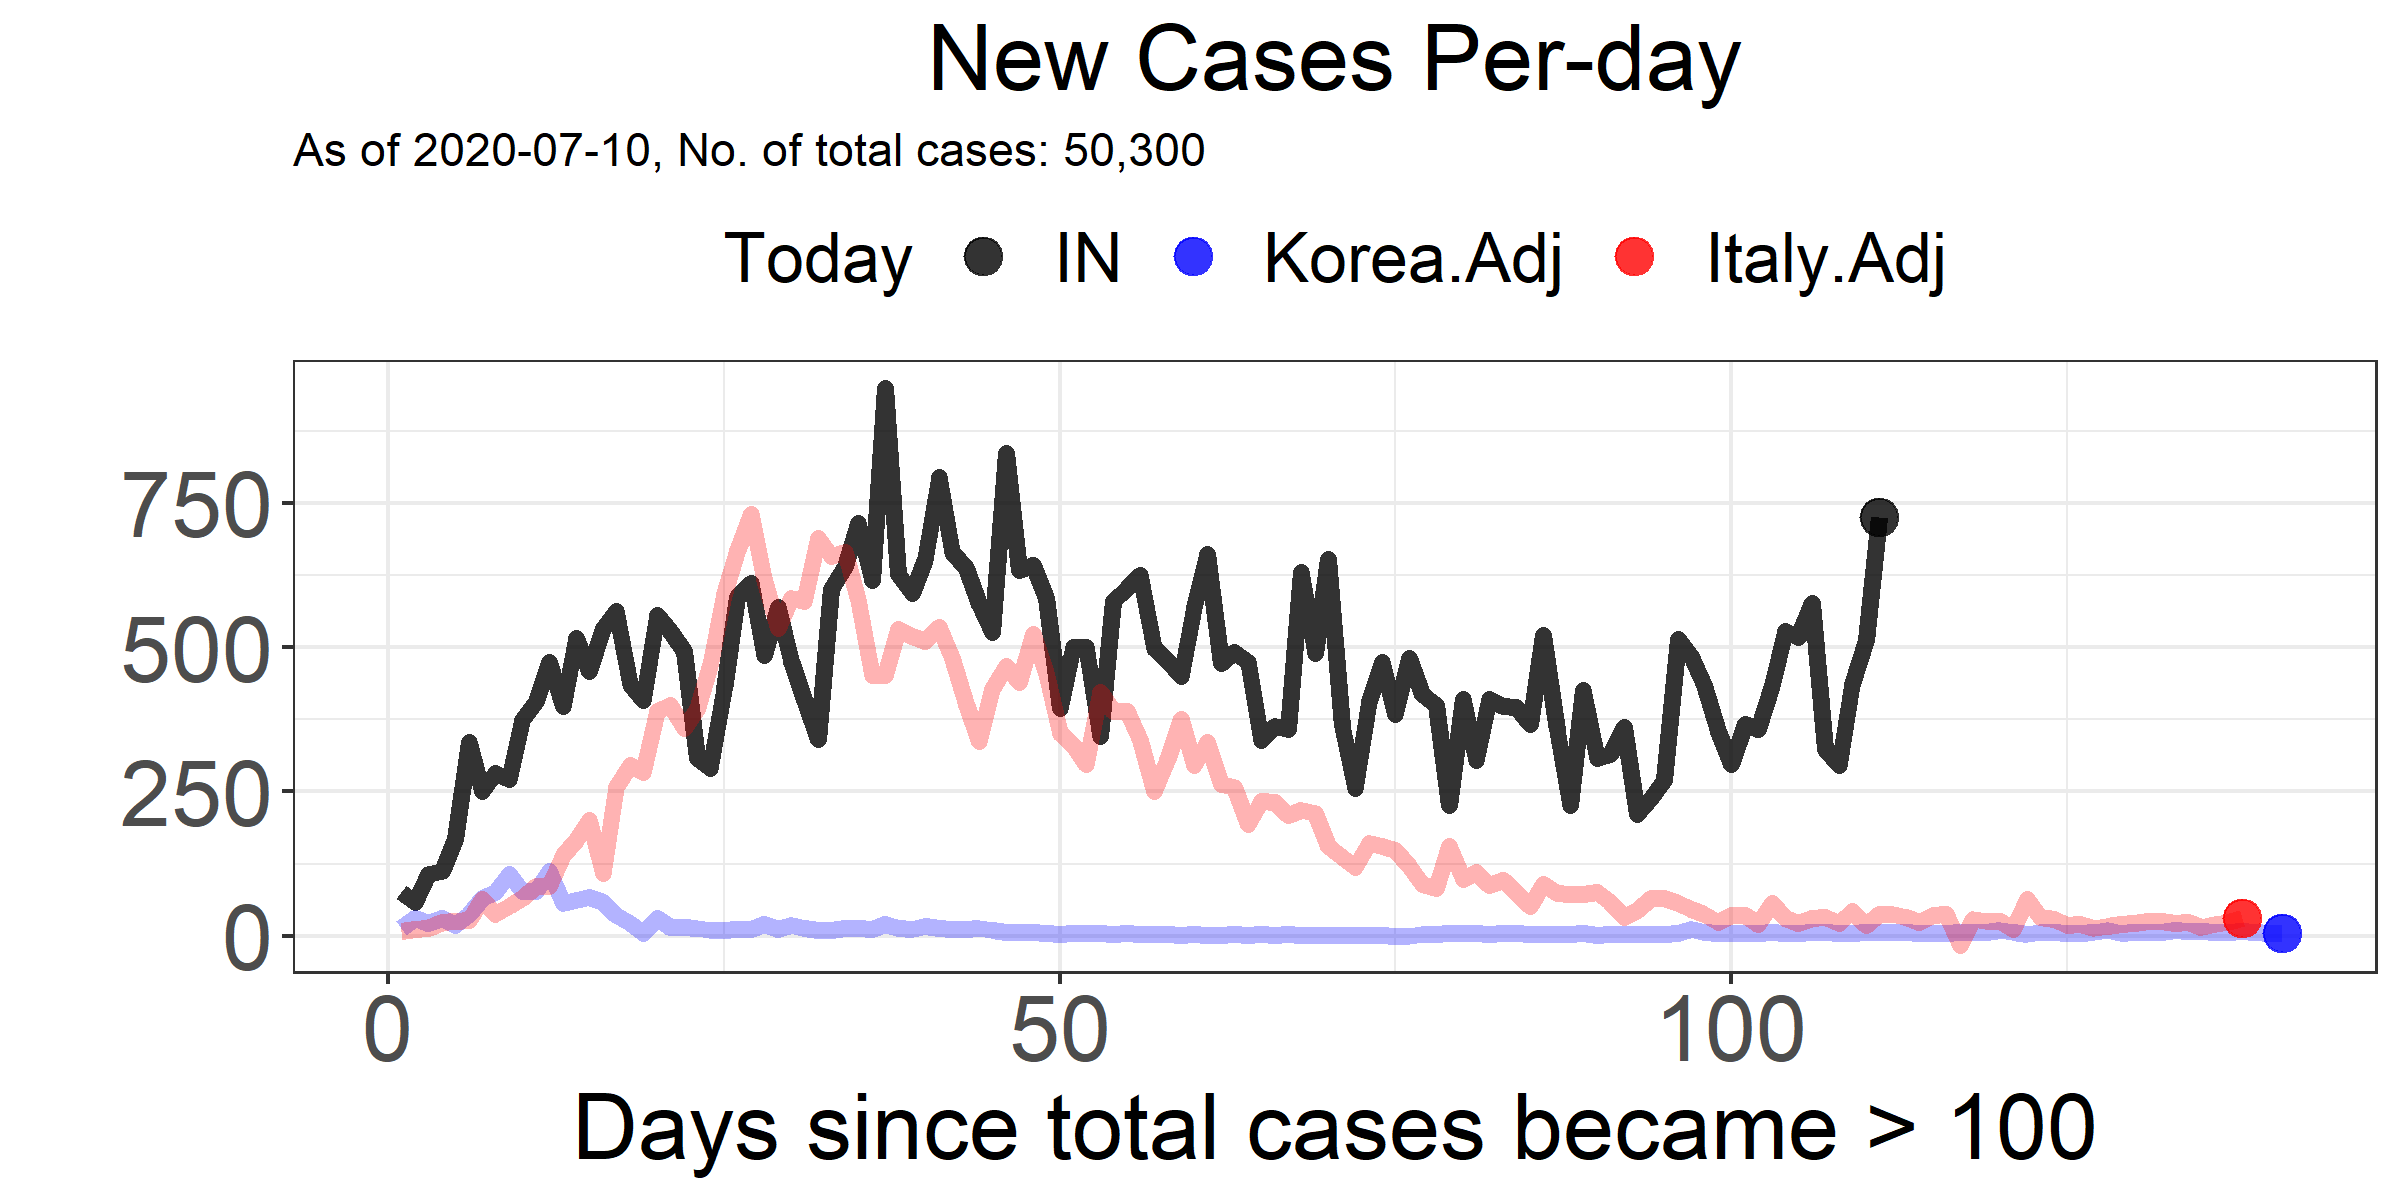 New Cases Per-day
As of 2020-07-10, No. of total cases: 50,300
Today IN Korea.Adj Italy.Adj
750
500
250
0
0 50 100
Days since total cases became > 100